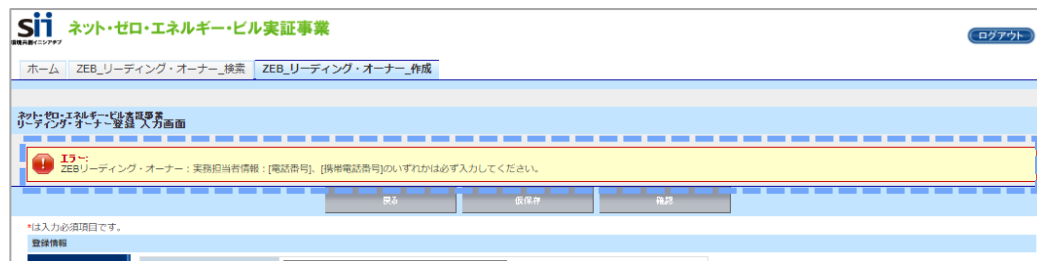 sii ネット・ゼロ・エネルギー・ビル実証事業
環境共創イニシアチブ
ログアウト
ホーム ZEB_リーディング・オーナー_検索 ZEB_リーディング・オーナー_作成
ネット・ゼロ・エネルギー・ビル実証事業
リーディング・オーナー登録 入力画面
エラー:
ZEBリーディング・オーナー：実務担当者情報：[電話番号]、[携帯電話番号]のいずれかは必ず入力してください。
戻る 仮保存 確認
*は入力必須項目です。
登録情報